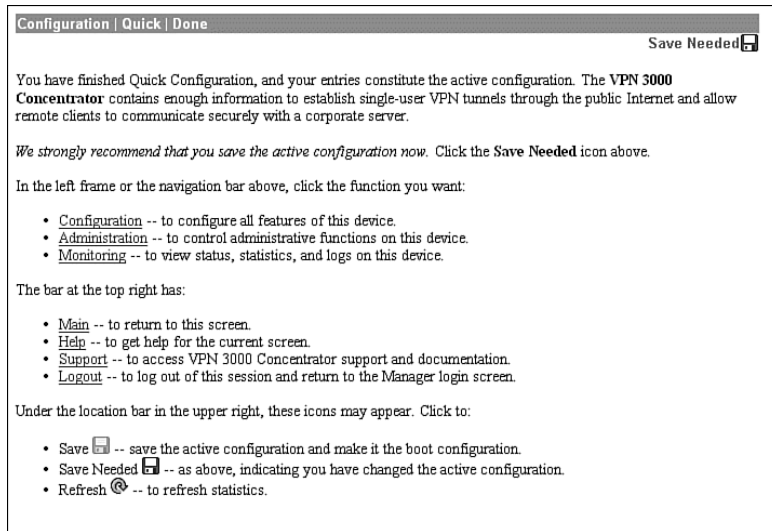 Configuration | Quick | Done
Save Needed
You have finished Quick Configuration, and your entries constitute the active configuration. The VPN 3000
Concentrator contains enough information to establish single-user VPN tunnels through the public Internet and allow
remote clients to communicate securely with a corporate server.
We strongly recommend that you save the active configuration now. Click the Save Needed icon above.
In the left frame or the navigation bar above, click the function you want:
• Configuration -- to configure all features of this device.
• Administration -- to control administrative functions on this device.
• Monitoring -- to view status, statistics, and logs on this device.
The bar at the top right has:
• Main -- to return to this screen.
• Help -- to get help for the current screen.
• Support -- to access VPN 3000 Concentrator support and documentation.
• Logout -- to log out of this session and return to the Manager login screen.
Under the location bar in the upper right, these icons may appear. Click to:
• Save -- save the active configuration and make it the boot configuration.
• Save Needed -- as above, indicating you have changed the active configuration.
• Refresh -- to refresh statistics.